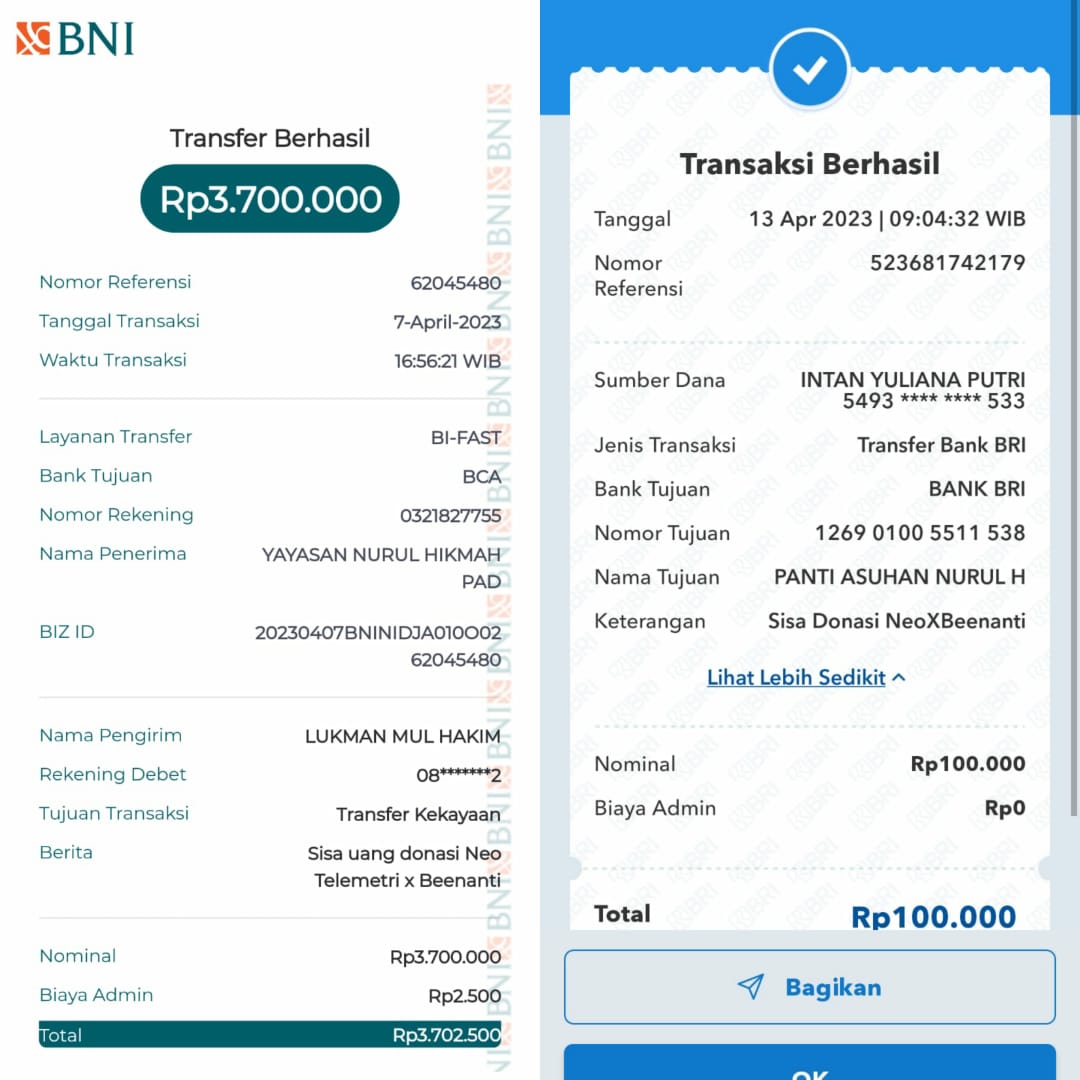 BNI
Transfer Berhasil
Rp3.700.000
Nomor Referensi 62045480
Tanggal Transaksi 7-April-2023
Waktu Transaksi 16:56:21 WIB
Layanan Transfer BI-FAST
Bank Tujuan BCA
Nomor Rekening 0321827755
Nama Penerima YAYASAN NURUL HIKMAH
PAD
BIZ ID 20230407BNINIDJA010O02
62045480
Nama Pengirim LUKMAN MUL HAKIM
Rekening Debet 08*******2
Tujuan Transaksi Transfer Kekayaan
Berita Sisa uang donasi Neo
Telemetri x Beenanti
Nominal Rp3.700.000
Biaya Admin Rp2.500
Total Rp3.702.500
Transaksi Berhasil
Tanggal 13 Apr 2023 | 09:04:32 WIB
Nomor 523681742179
Referensi
Sumber Dana INTAN YULIANA PUTRI
5493 **** **** 533
Jenis Transaksi Transfer Bank BRI
Bank Tujuan BANK BRI
Nomor Tujuan 1269 0100 5511 538
Nama Tujuan PANTI ASUHAN NURUL H
Keterangan Sisa Donasi NeoXBeenanti
Lihat Lebih Sedikit
Nominal Rp100.000
Biaya Admin Rp0
Total Rp100.000
Bagikan
OK